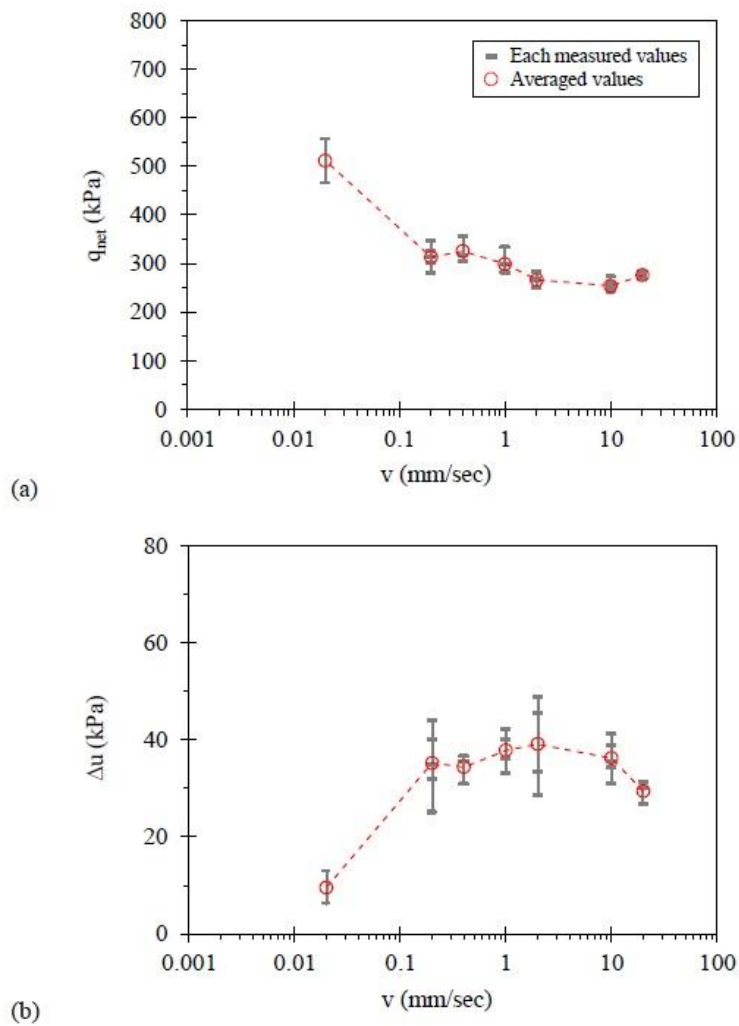 800
700
600
500
400
300
200
100
0
q_net (kPa)
Each measured values
Averaged values
0.001 0.01 0.1 1 10 100
v (mm/sec)
(a)
80
60
40
20
0
Δu (kPa)
0.001 0.01 0.1 1 10 100
v (mm/sec)
(b)